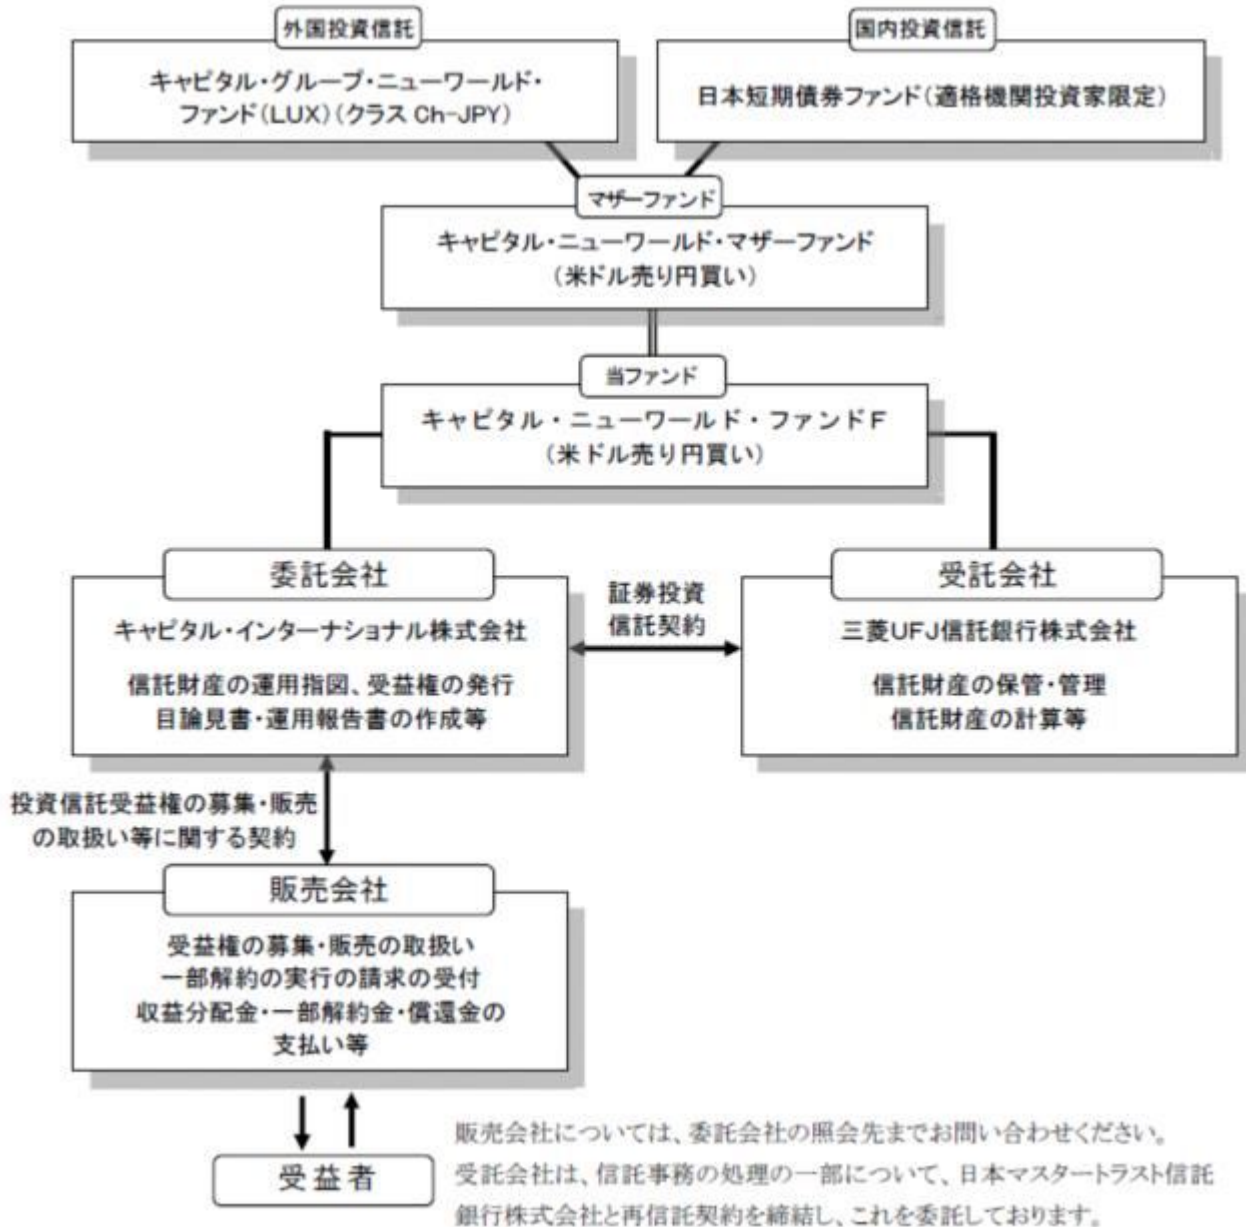 外国投資信託
キャピタル・グループ・ニューワールド・
ファンド(LUX)(クラス Ch-JPY)
国内投資信託
日本短期債券ファンド(適格機関投資家限定)
マザーファンド
キャピタル・ニューワールド・マザーファンド
(米ドル売り円買い)
当ファンド
キャピタル・ニューワールド・ファンドF
(米ドル売り円買い)
委託会社
キャピタル・インターナショナル株式会社
信託財産の運用指図、受益権の発行
目論見書・運用報告書の作成等
証券投資
信託契約
受託会社
三菱UFJ信託銀行株式会社
信託財産の保管・管理
信託財産の計算等
投資信託受益権の募集・販売
の取扱い等に関する契約
販売会社
受益権の募集・販売の取扱い
一部解約の実行の請求の受付
収益分配金・一部解約金・償還金の
支払い等
受益者
販売会社については、委託会社の照会先までお問い合わせください。
受託会社は、信託事務の処理の一部について、日本マスタートラスト信託
銀行株式会社と再信託契約を締結し、これを委託しております。